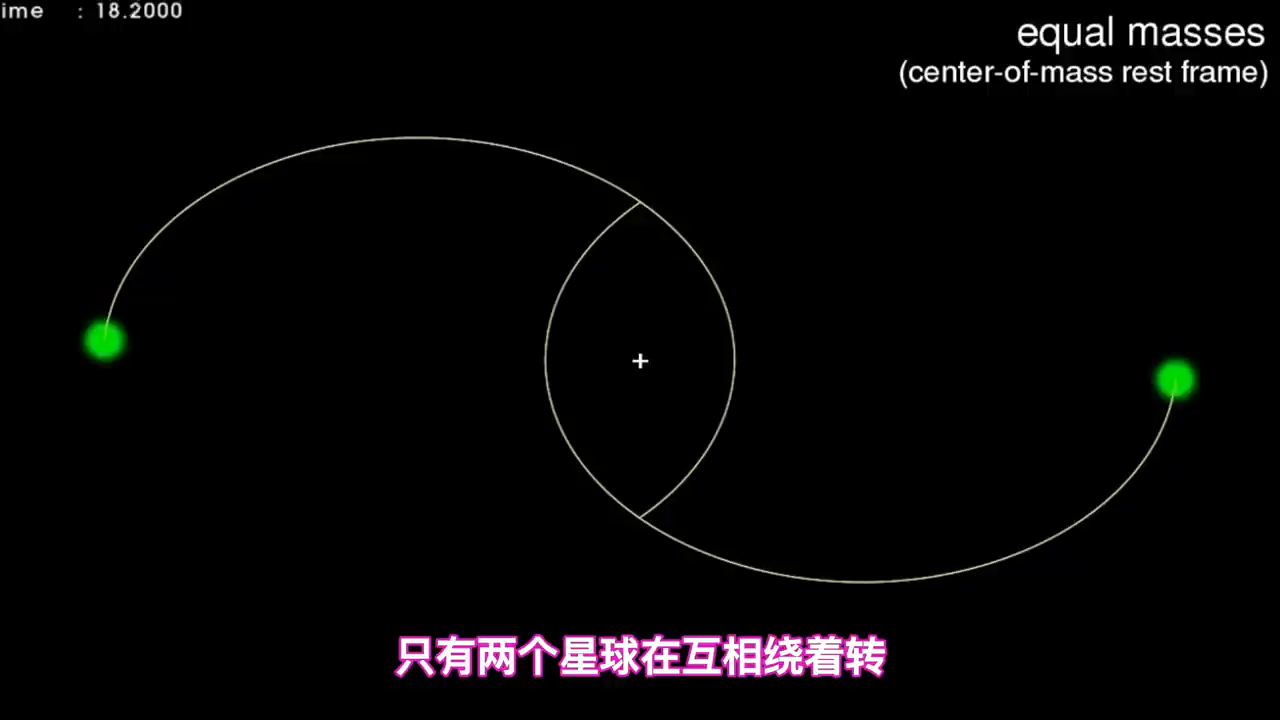 ime : 18.2000
equal masses
(center-of-mass rest frame)
只有两个星球在互相绕着转